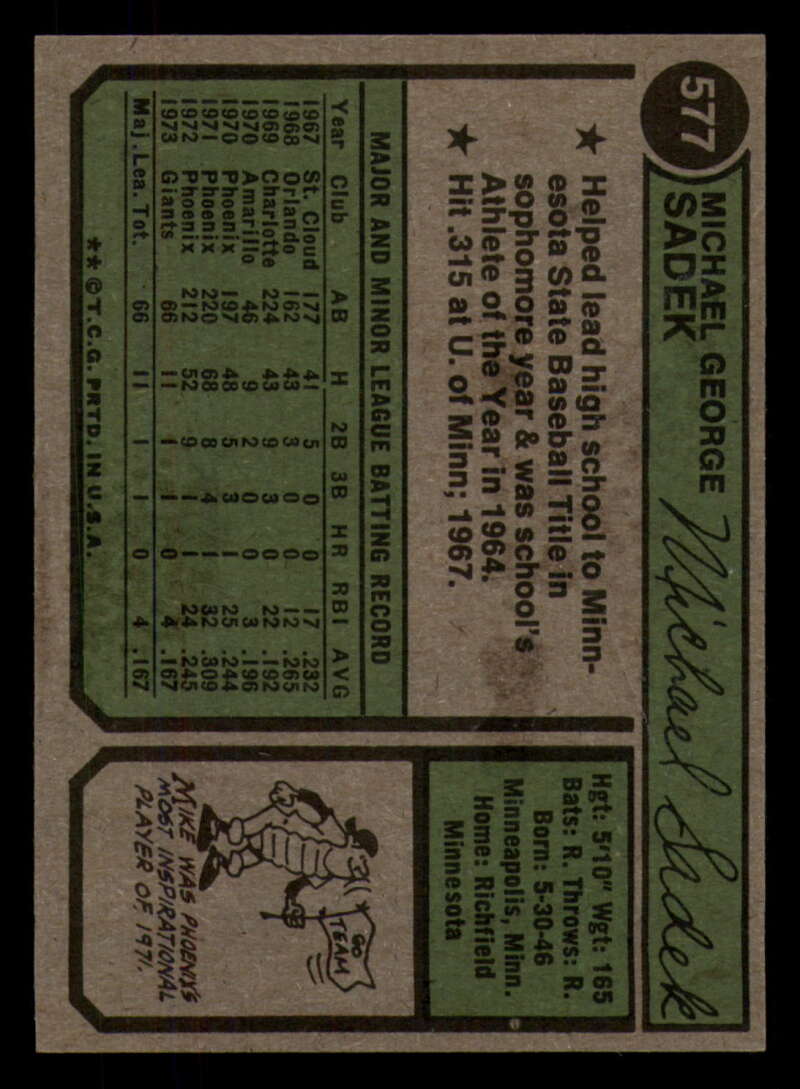 577
MICHAEL GEORGE
SADEK
Michael Sadek
★ Helped lead high school to Minn-
esota State Baseball Title in
sophomore year & was school's
Athlete of the Year in 1964.
★ Hit .315 at U. of Minn; 1967.
Hgt: 5'10" Wgt: 165
Bats: R. Throws: R.
Born: 5-30-46
Minneapolis, Minn.
Home: Richfield
Minnesota
MAJOR AND MINOR LEAGUE BATTING RECORD
Year Club AB H 2B 3B HR RBI AVG
1967 St. Cloud 177 41 5 0 0 17 .232
1968 Orlando 162 43 3 0 0 12 .265
1969 Charlotte 224 43 9 3 0 22 .192
1970 Amarillo 46 9 2 0 0 3 .196
1970 Phoenix 197 48 5 3 1 25 .244
1971 Phoenix 220 68 8 4 1 32 .309
1972 Phoenix 212 52 9 1 1 24 .245
1973 Giants 66 11 1 1 0 4 .167
Maj. Lea. Tot. 66 11 1 1 0 4 .167
**©T.C.G. PRTD. IN U.S.A.
GO
TEAM
MIKE WAS PHOENIX'S
MOST INSPIRATIONAL
PLAYER OF 1971.